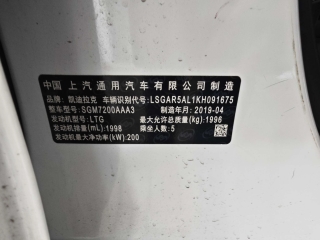 中国 上汽通用汽车有限公司制造
品牌: 凯迪拉克 车辆识别代号: LSGAR5AL1KH091675
整车型号: SGM7200AAA3 制造年月: 2019-04
发动机型号: LTG 最大允许总质量(kg): 1996
发动机排量(mL): 1998 乘坐人数: 5
发动机最大净功率(kW): 200